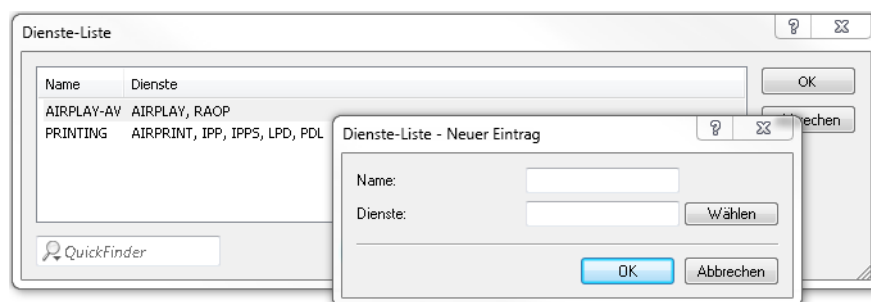 Dienste-Liste
Name Dienste
AIRPLAY-AV AIRPLAY, RAOP
PRINTING AIRPRINT, IPP, IPPS, LPD, PDL
QuickFinder
OK
Dienste-Liste - Neuer Eintrag
Name:
Dienste: Wählen
OK Abbrechen